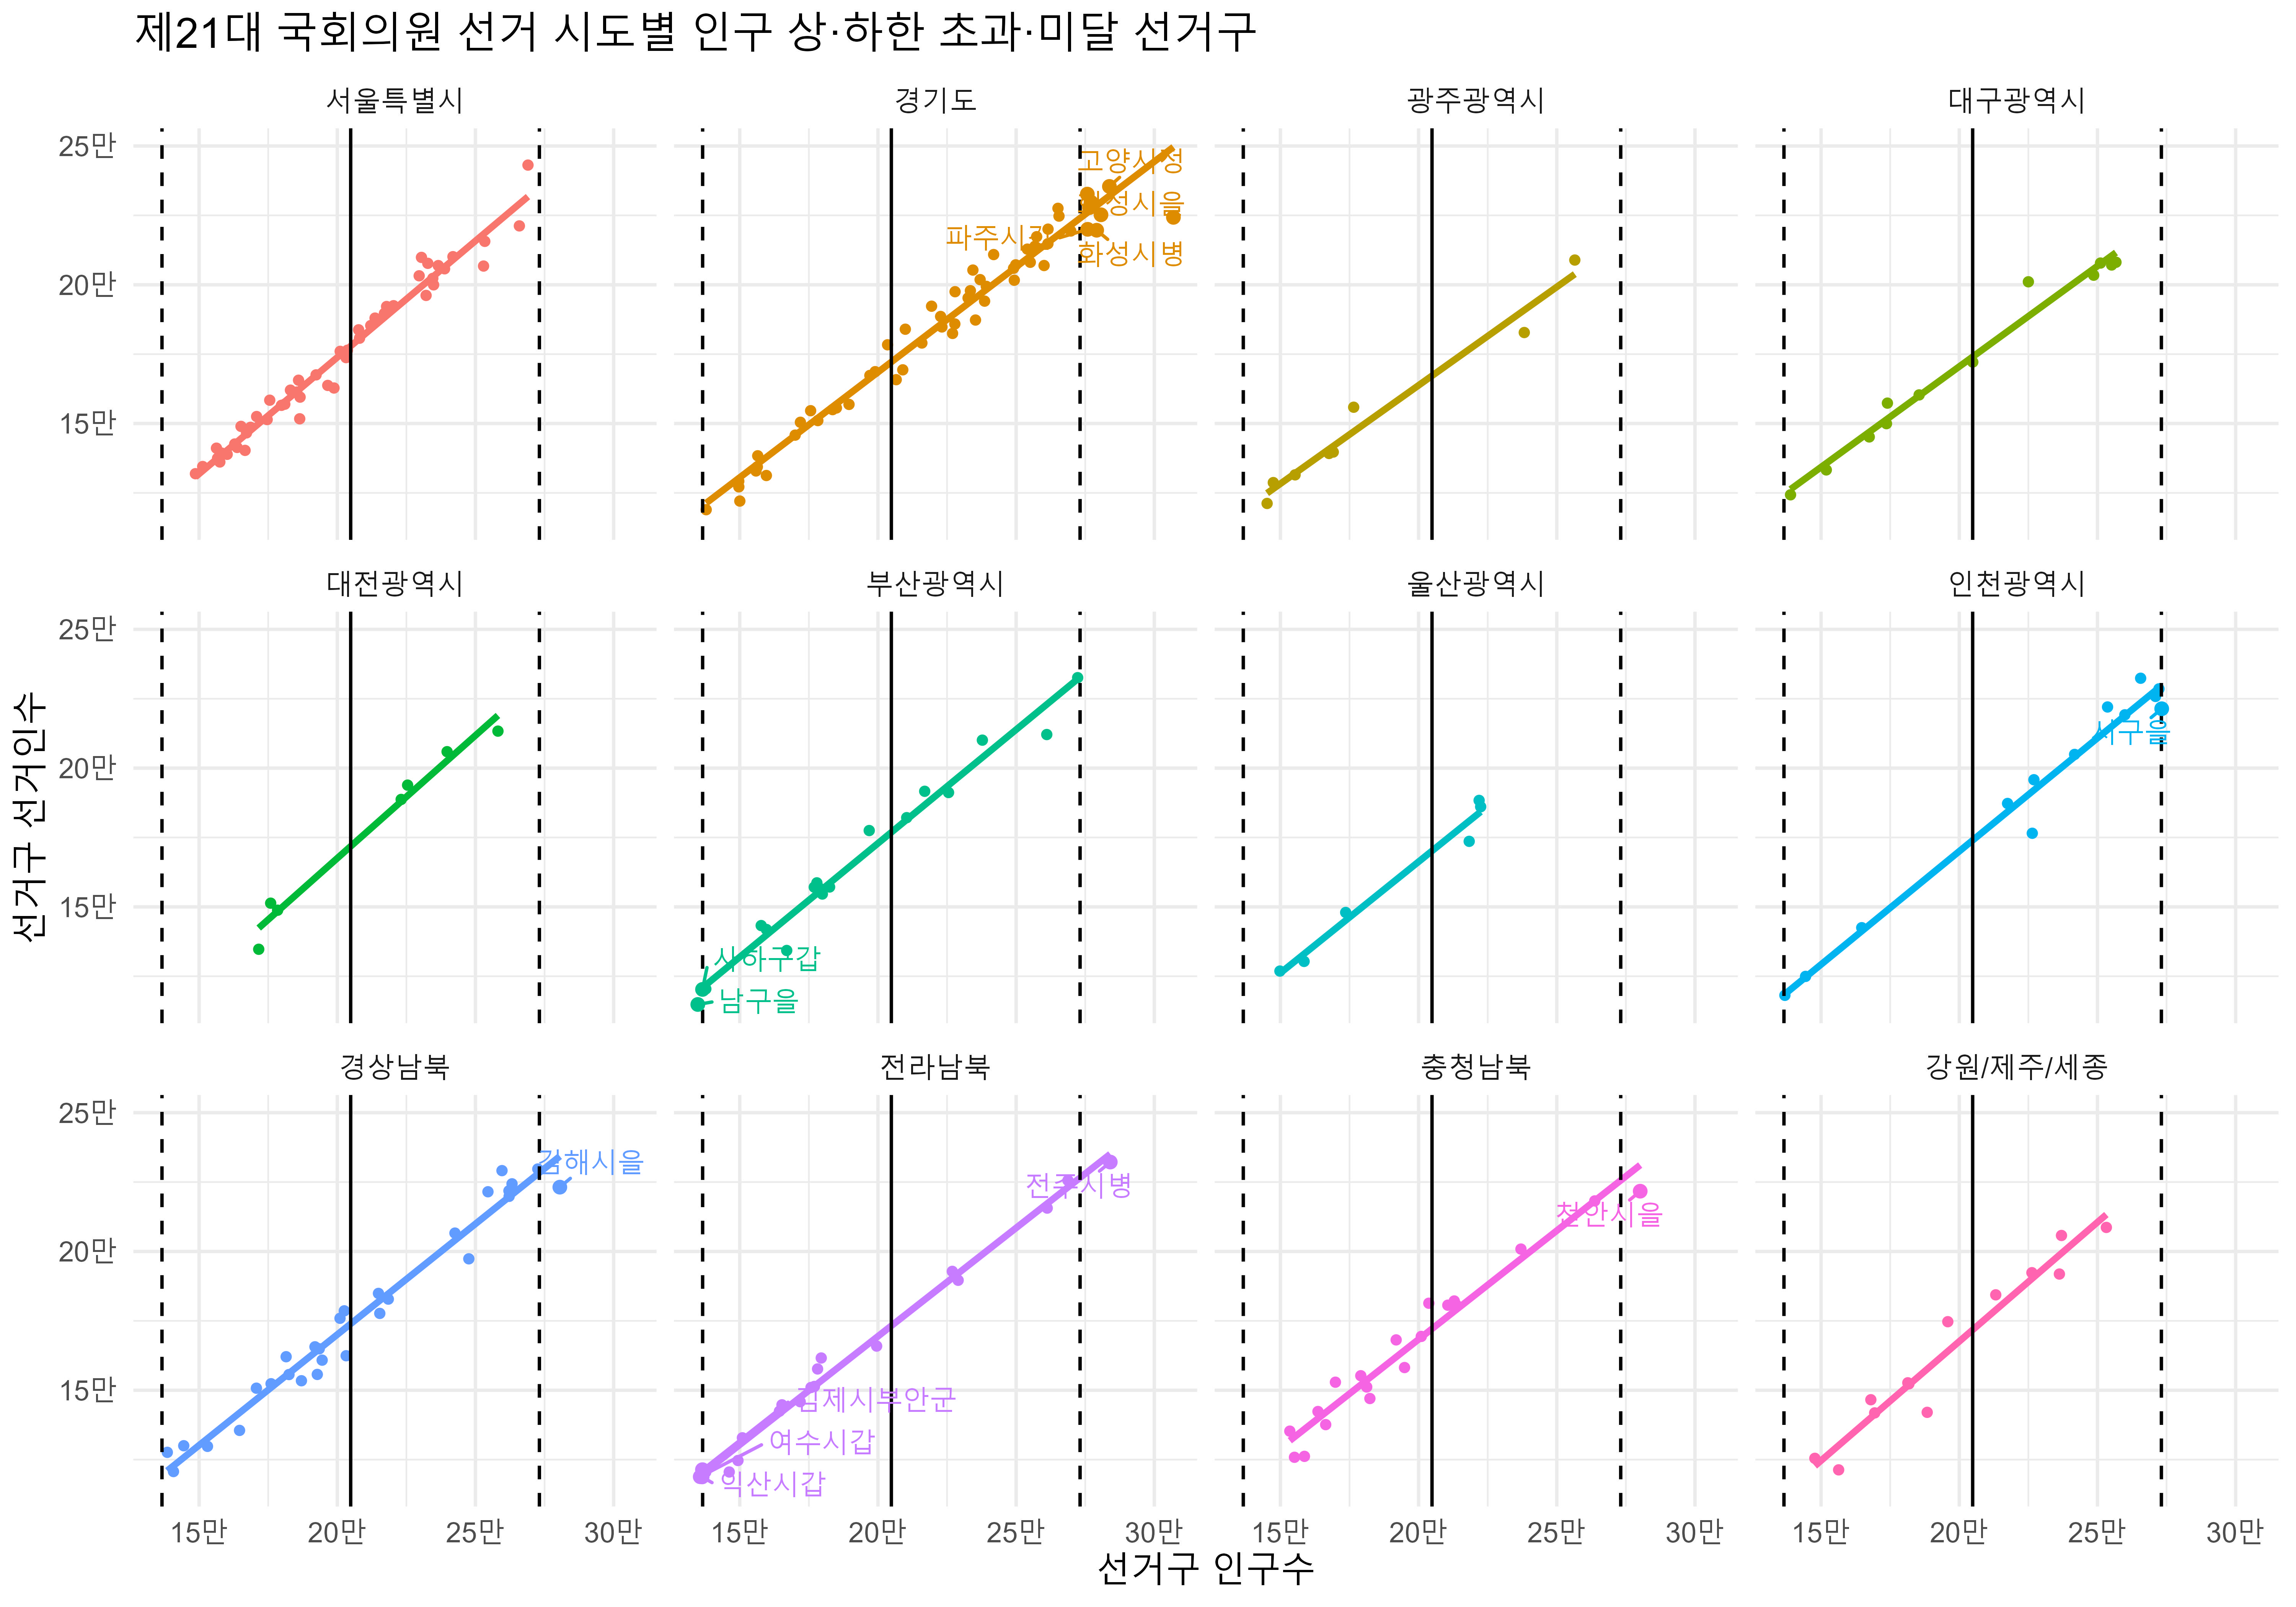 제21대 국회의원 선거 시도별 인구 상·하한 초과·미달 선거구
서울특별시
경기도
광주광역시
대구광역시
25만
20만
15만
고양시정
화성시병
대전광역시
부산광역시
울산광역시
인천광역시
25만
20만
15만
사하구갑
남구을
서구을
선거구 선거인수
경상남북
전라남북
충청남북
강원/제주/세종
25만
20만
15만
김해시을
전주시병
김제시부안군
여수시갑
익산시갑
천안시을
15만 20만 25만 30만
15만 20만 25만 30만
15만 20만 25만 30만
15만 20만 25만 30만
선거구 인구수